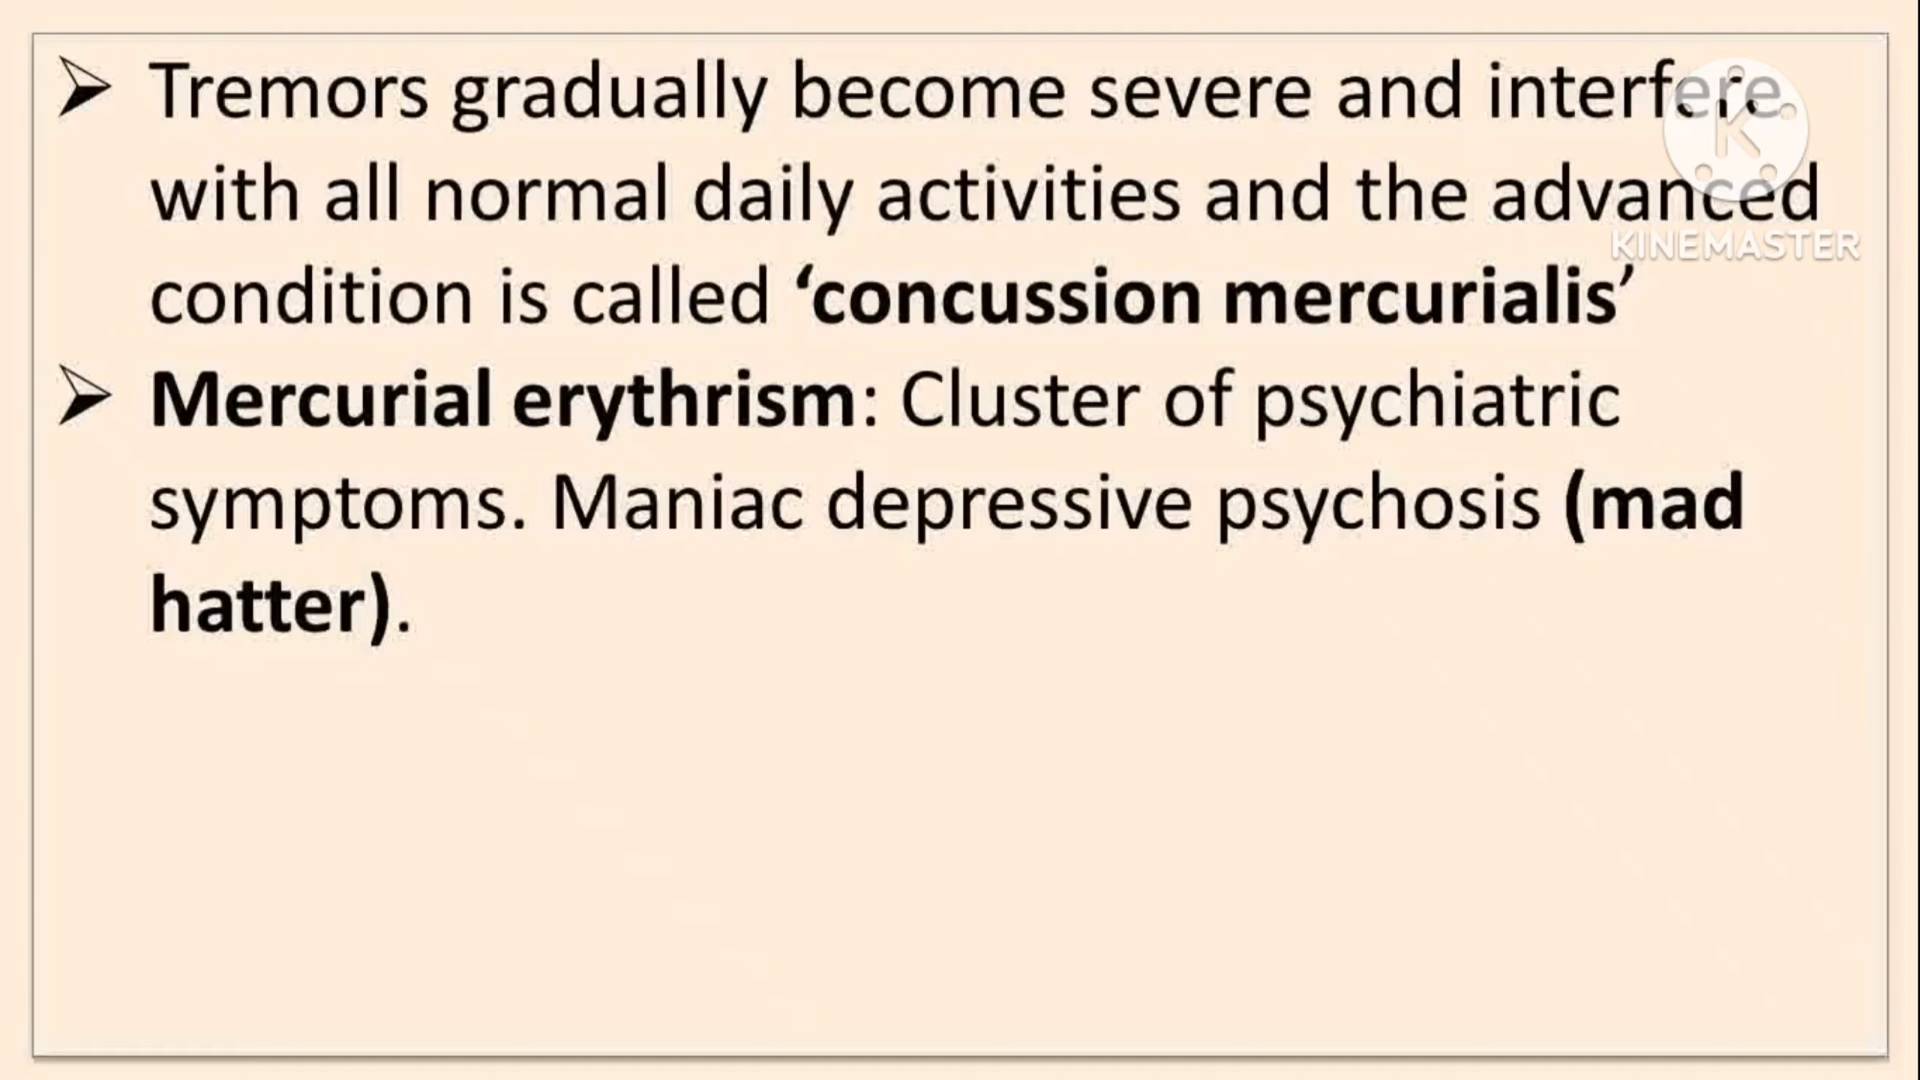 ➢ Tremors gradually become severe and interfere
with all normal daily activities and the advanced
condition is called ‘concussion mercurialis’
➢ Mercurial erythrism: Cluster of psychiatric
symptoms. Maniac depressive psychosis (mad
hatter).
K
KINEMASTER